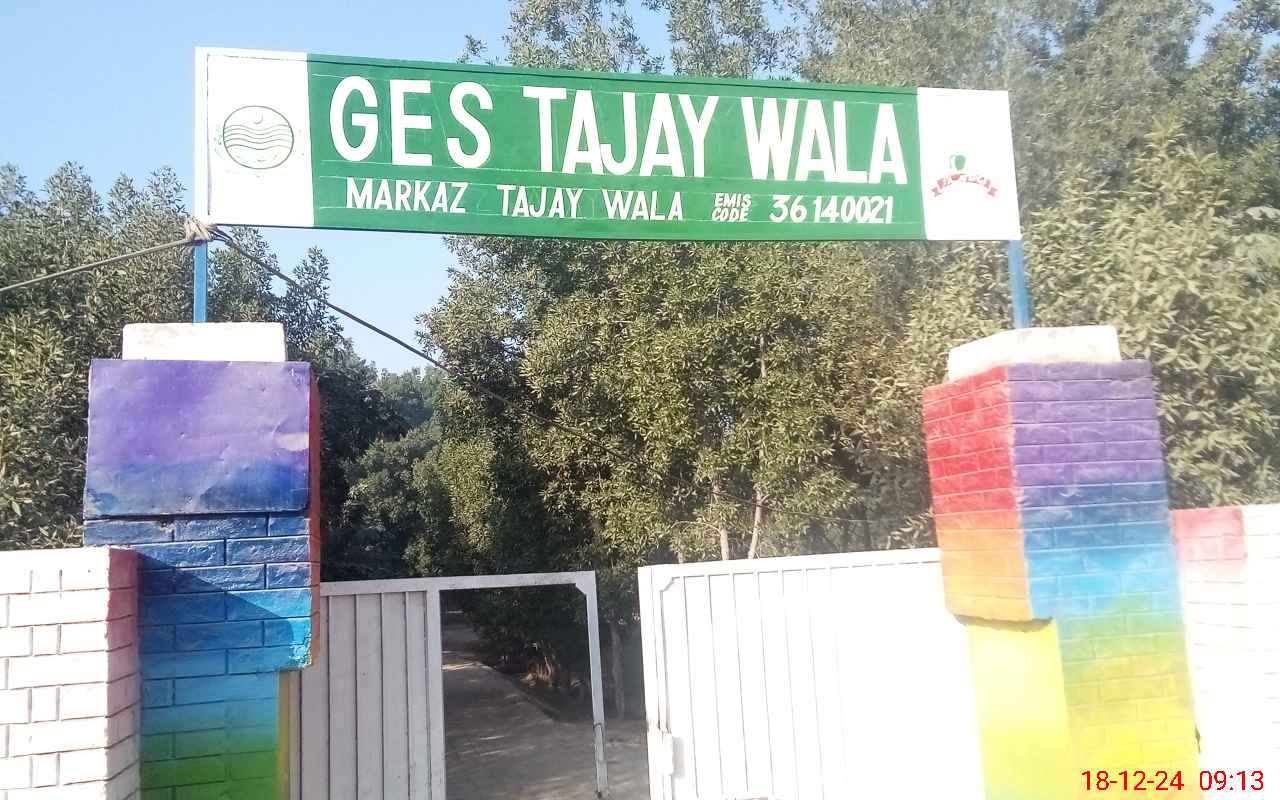 GES TAJAY WALA
MARKAZ TAJAY WALA EMIS CODE 36140021
18-12-24 09:13